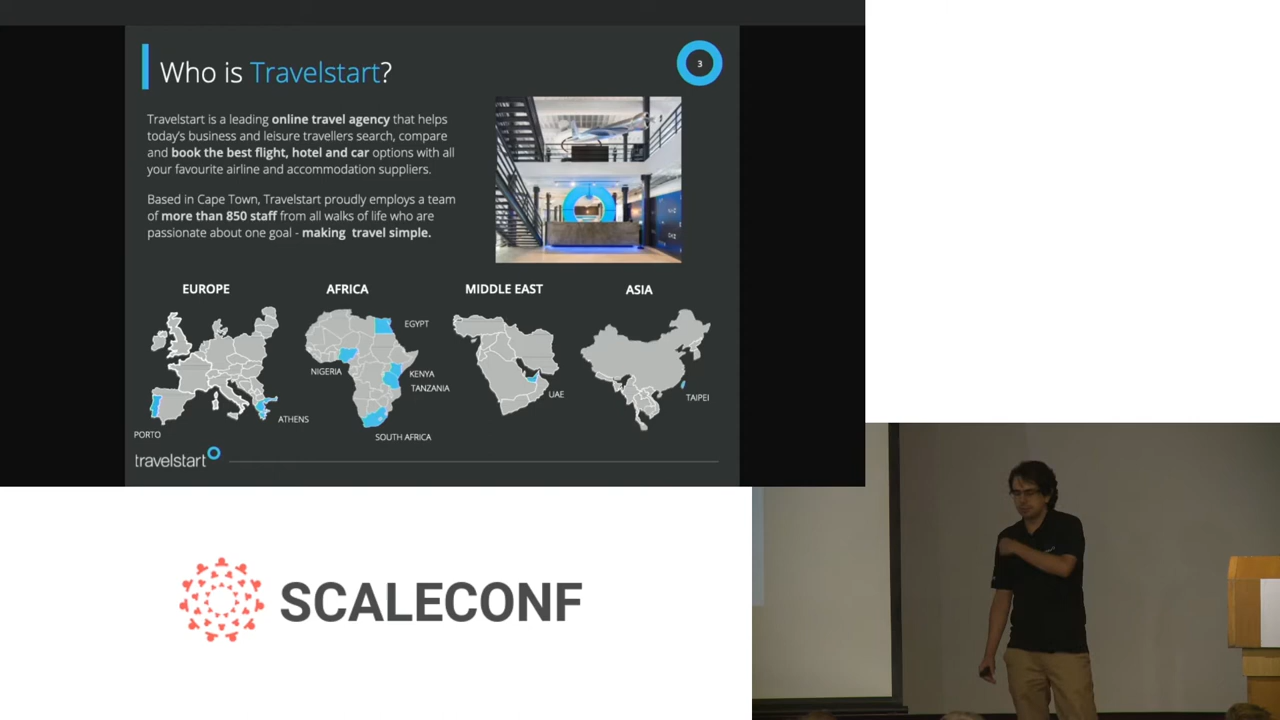 Who is Travelstart?
3
Travelstart is a leading online travel agency that helps
today's business and leisure travellers search, compare
and book the best flight, hotel and car options with all
your favourite airline and accommodation suppliers.
Based in Cape Town, Travelstart proudly employs a team
of more than 850 staff from all walks of life who are
passionate about one goal - making travel simple.
EUROPE
AFRICA
MIDDLE EAST
ASIA
EGYPT
NIGERIA
KENYA
TANZANIA
UAE
TAIPEI
ATHENS
PORTO
SOUTH AFRICA
travelstart
SCALECONF